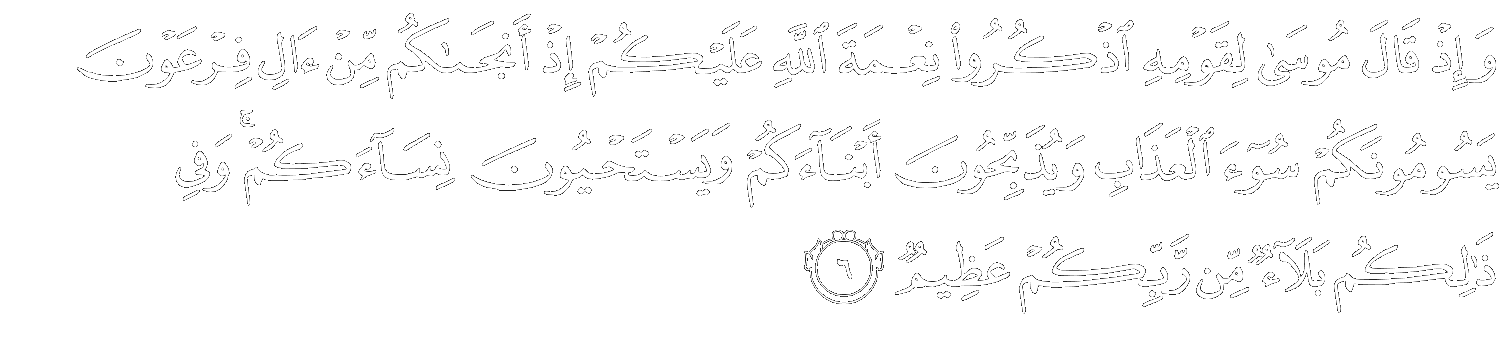 وَإِذْ قَالَ مُوسَىٰ لِقَوْمِهِ ٱذْكُرُوا۟ نِعْمَةَ ٱللَّهِ عَلَيْكُمْ إِذْ أَنجَىٰكُم مِّنْ ءَالِ فِرْعَوْنَ
يَسُومُونَكُمْ سُوٓءَ ٱلْعَذَابِ وَيُذَبِّحُونَ أَبْنَآءَكُمْ وَيَسْتَحْيُونَ نِسَآءَكُمْ ۚ وَفِى
ذَٰلِكُم بَلَآءٌ مِّن رَّبِّكُمْ عَظِيمٌ ٦